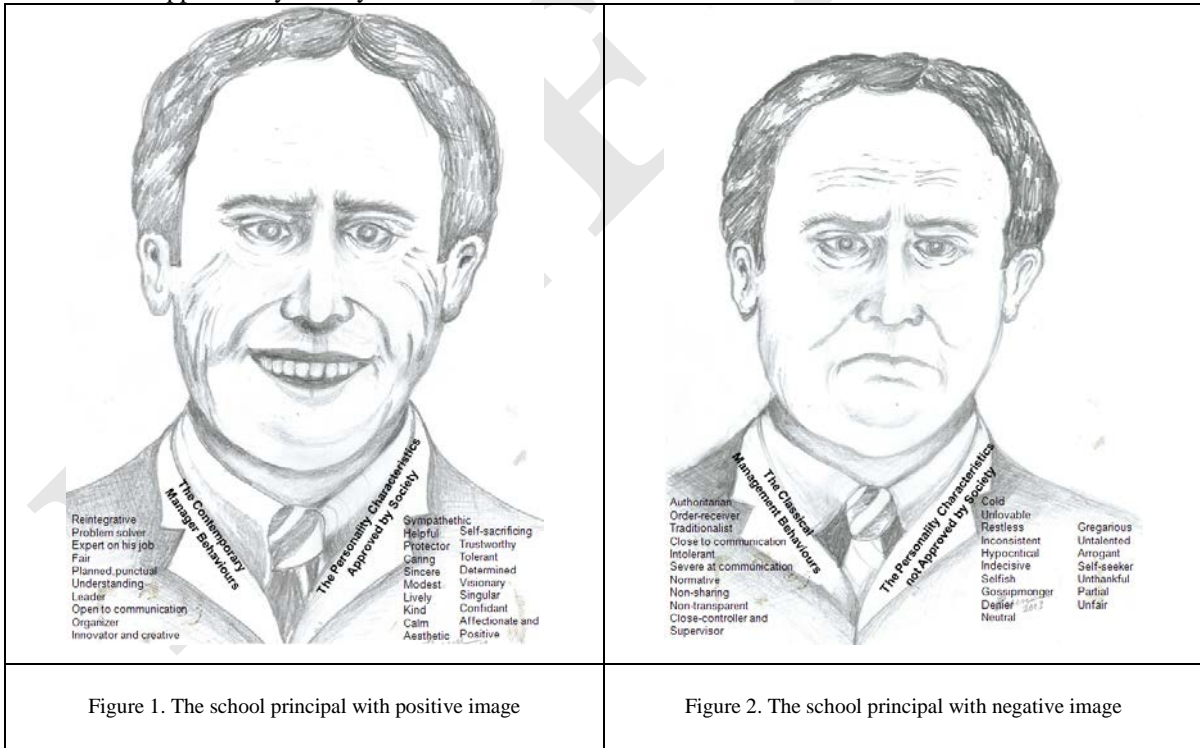 The Contemporary
Manager Behaviours
The Personality Characteristics
Approved by Society
Reintegrative
Problem solver
Expert on his job
Fair
Planned,punctual
Understanding
Leader
Open to communication
Organizer
Innovator and creative
Sympathethic
Helpful
Protector
Caring
Sincere
Modest
Lively
Kind
Calm
Aesthetic
Self-sacrificing
Trustworthy
Tolerant
Determined
Visionary
Singular
Confidant
Affectionate and
Positive
Figure 1. The school principal with positive image
The Classical
Management Behaviours
The Personality Characteristics
not Approved by Society
Authoritarian
Order-receiver
Traditionalist
Close to communication
Intolerant
Severe at communication
Normative
Non-sharing
Non-transparent
Close-controller and
Supervisor
Cold
Unlovable
Restless
Inconsistent
Hypocritical
Indecisive
Selfish
Gossipmonger
Denier
Neutral
Gregarious
Untalented
Arrogant
Self-seeker
Unthankful
Partial
Unfair
2013
Figure 2. The school principal with negative image